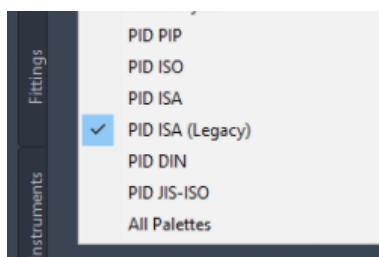 PID PIP
PID ISO
PID ISA
PID ISA (Legacy)
PID DIN
PID JIS-ISO
All Palettes
Fittings